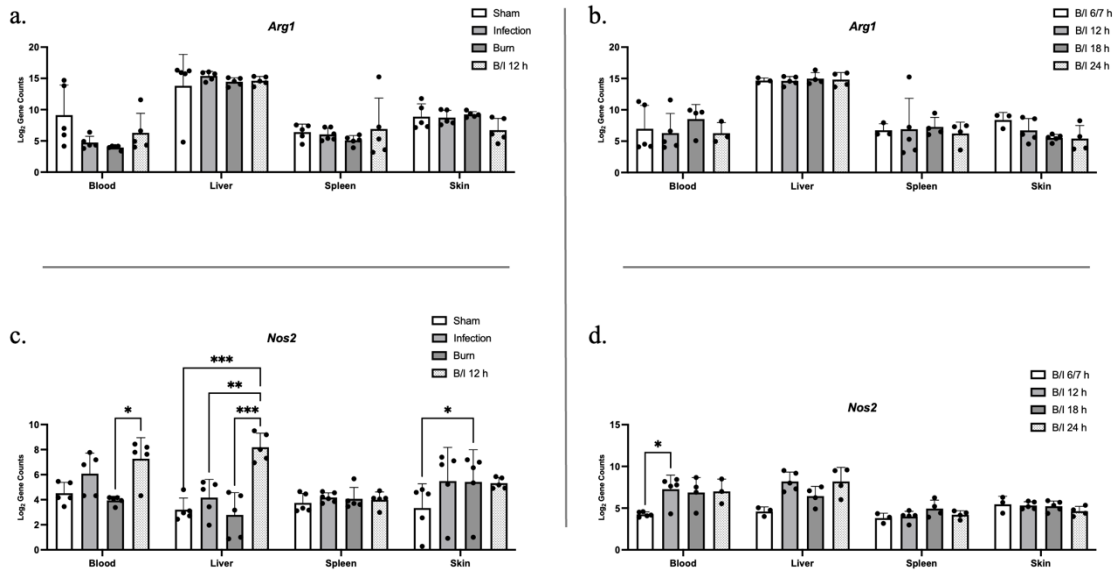 a.
Arg1
Sham
Infection
Burn
B/I 12 h
Log2 Gene Counts
20
15
10
5
0
Blood Liver Spleen Skin
b.
Arg1
B/I 6/7 h
B/I 12 h
B/I 18 h
B/I 24 h
Log2 Gene Counts
20
15
10
5
0
Blood Liver Spleen Skin
c.
Nos2
Sham
Infection
Burn
B/I 12 h
Log2 Gene Counts
10
8
6
4
2
0
*
***
**
***
*
Blood Liver Spleen Skin
d.
Nos2
B/I 6/7 h
B/I 12 h
B/I 18 h
B/I 24 h
Log2 Gene Counts
15
10
5
0
*
Blood Liver Spleen Skin